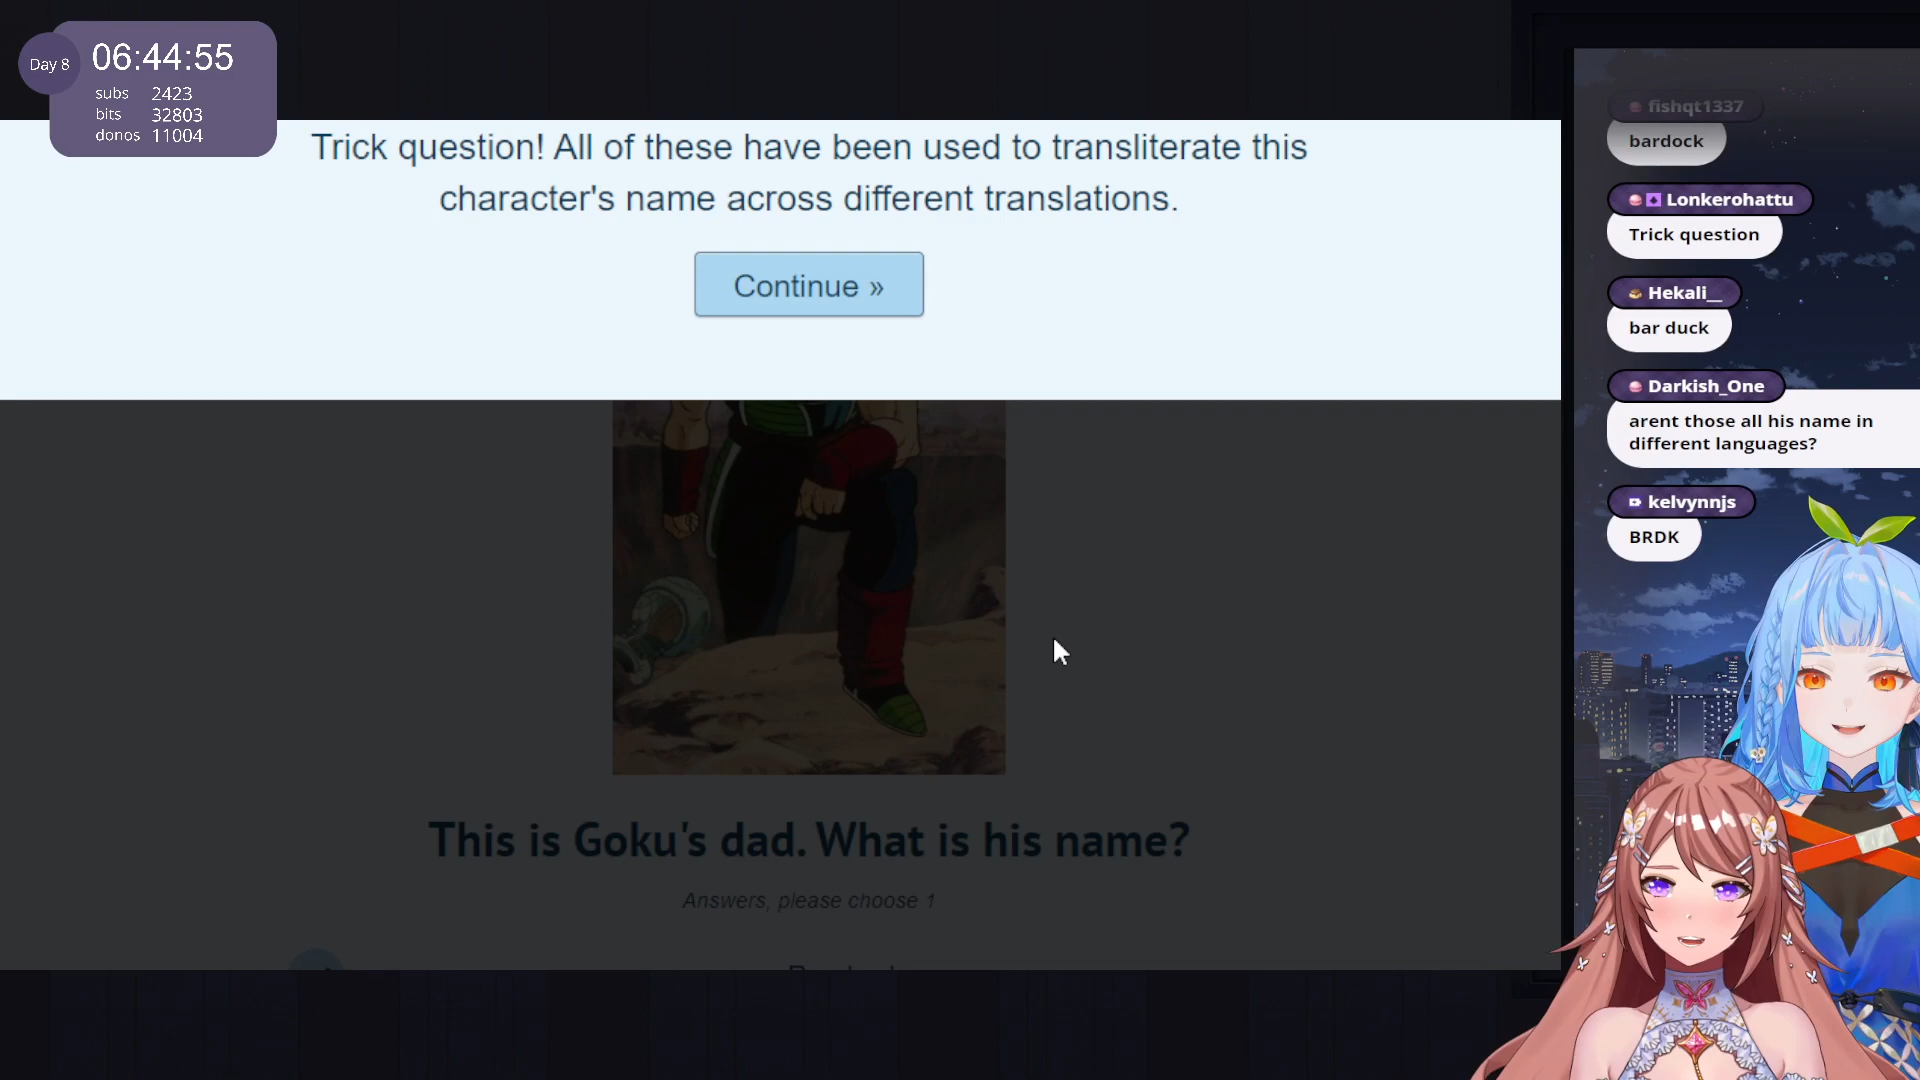 Day 8
06:44:55
subs 2423
bits 32803
donos 11004
Trick question! All of these have been used to transliterate this
character's name across different translations.
Continue »
This is Goku's dad. What is his name?
Answers, please choose 1
fishqt1337
bardock
Lonkerohattu
Trick question
Hekali__
bar duck
Darkish_One
arent those all his name in
different languages?
kelvynnjs
BRDK